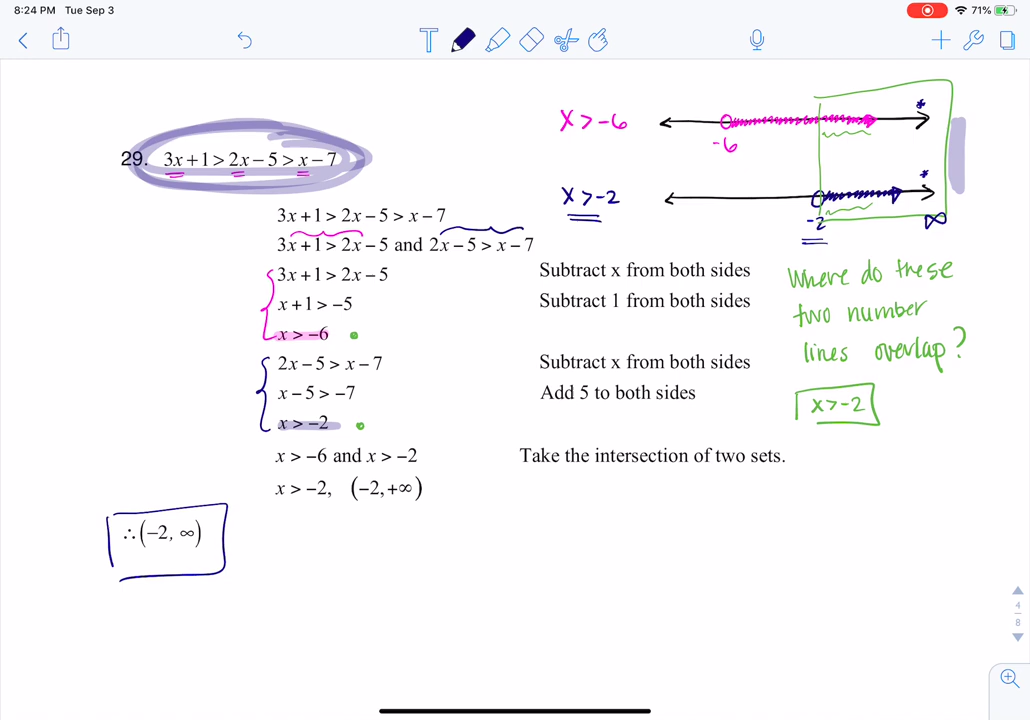 8:24 PM Tue Sep 3
71%
T
29. 3x+1>2x−5>x−7
3x+1>2x−5>x−7
3x+1>2x−5 and 2x−5>x−7
3x+1>2x−5
Subtract x from both sides
x+1>−5
Subtract 1 from both sides
x>−6
2x−5>x−7
Subtract x from both sides
x−5>−7
Add 5 to both sides
x>−2
x>−6 and x>−2
Take the intersection of two sets.
x>−2, (−2,+∞)
∴(−2, ∞)
x>-6
-6
*
x>-2
-2
*
∞
Where do these
two number
lines overlap?
x>-2
4
8